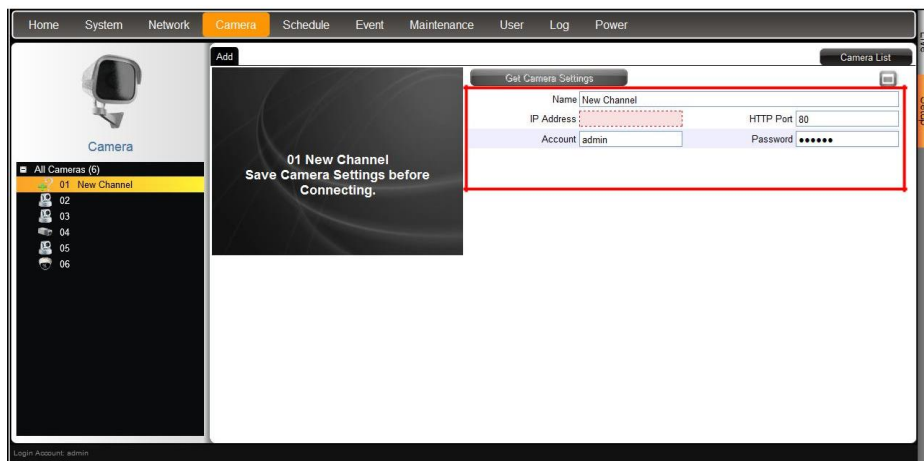 Home System Network Camera Schedule Event Maintenance User Log Power
Live
Setup
Camera
All Cameras (6)
01 New Channel
02
03
04
05
06
Add
Camera List
01 New Channel
Save Camera Settings before
Connecting.
Get Camera Settings
Name New Channel
IP Address HTTP Port 80
Account admin Password ●●●●●●
Login Account: admin